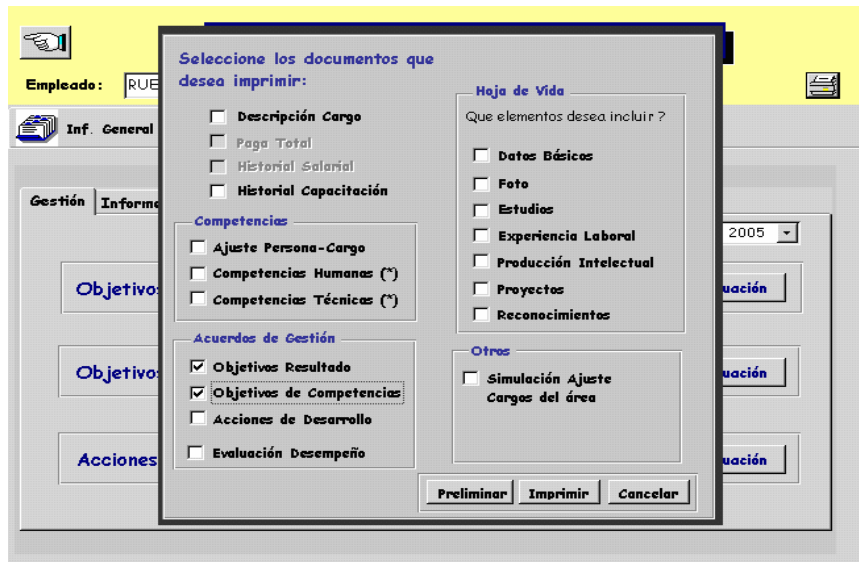 Empleado: RUE
Inf. General
Gestión Informe
2005
Objetivos
uación
Objetivos
uación
Acciones
uación
Seleccione los documentos que
desea imprimir:
Descripción Cargo
Paga Total
Historial Salarial
Historial Capacitación
Competencias
Ajuste Persona-Cargo
Competencias Humanas (*)
Competencias Técnicas (*)
Acuerdos de Gestión
Objetivos Resultado
Objetivos de Competencias
Acciones de Desarrollo
Evaluación Desempeño
Hoja de Vida
Que elementos desea incluir ?
Datos Básicos
Foto
Estudios
Experiencia Laboral
Producción Intelectual
Proyectos
Reconocimientos
Otros
Simulación Ajuste
Cargos del área
Preliminar Imprimir Cancelar